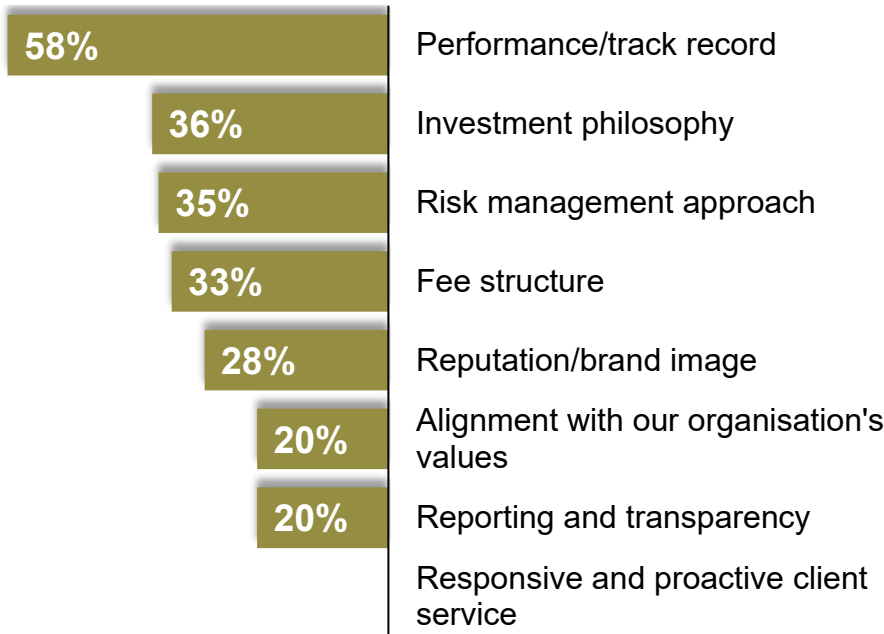 58% Performance/track record
36% Investment philosophy
35% Risk management approach
33% Fee structure
28% Reputation/brand image
20% Alignment with our organisation's
values
20% Reporting and transparency
Responsive and proactive client
service